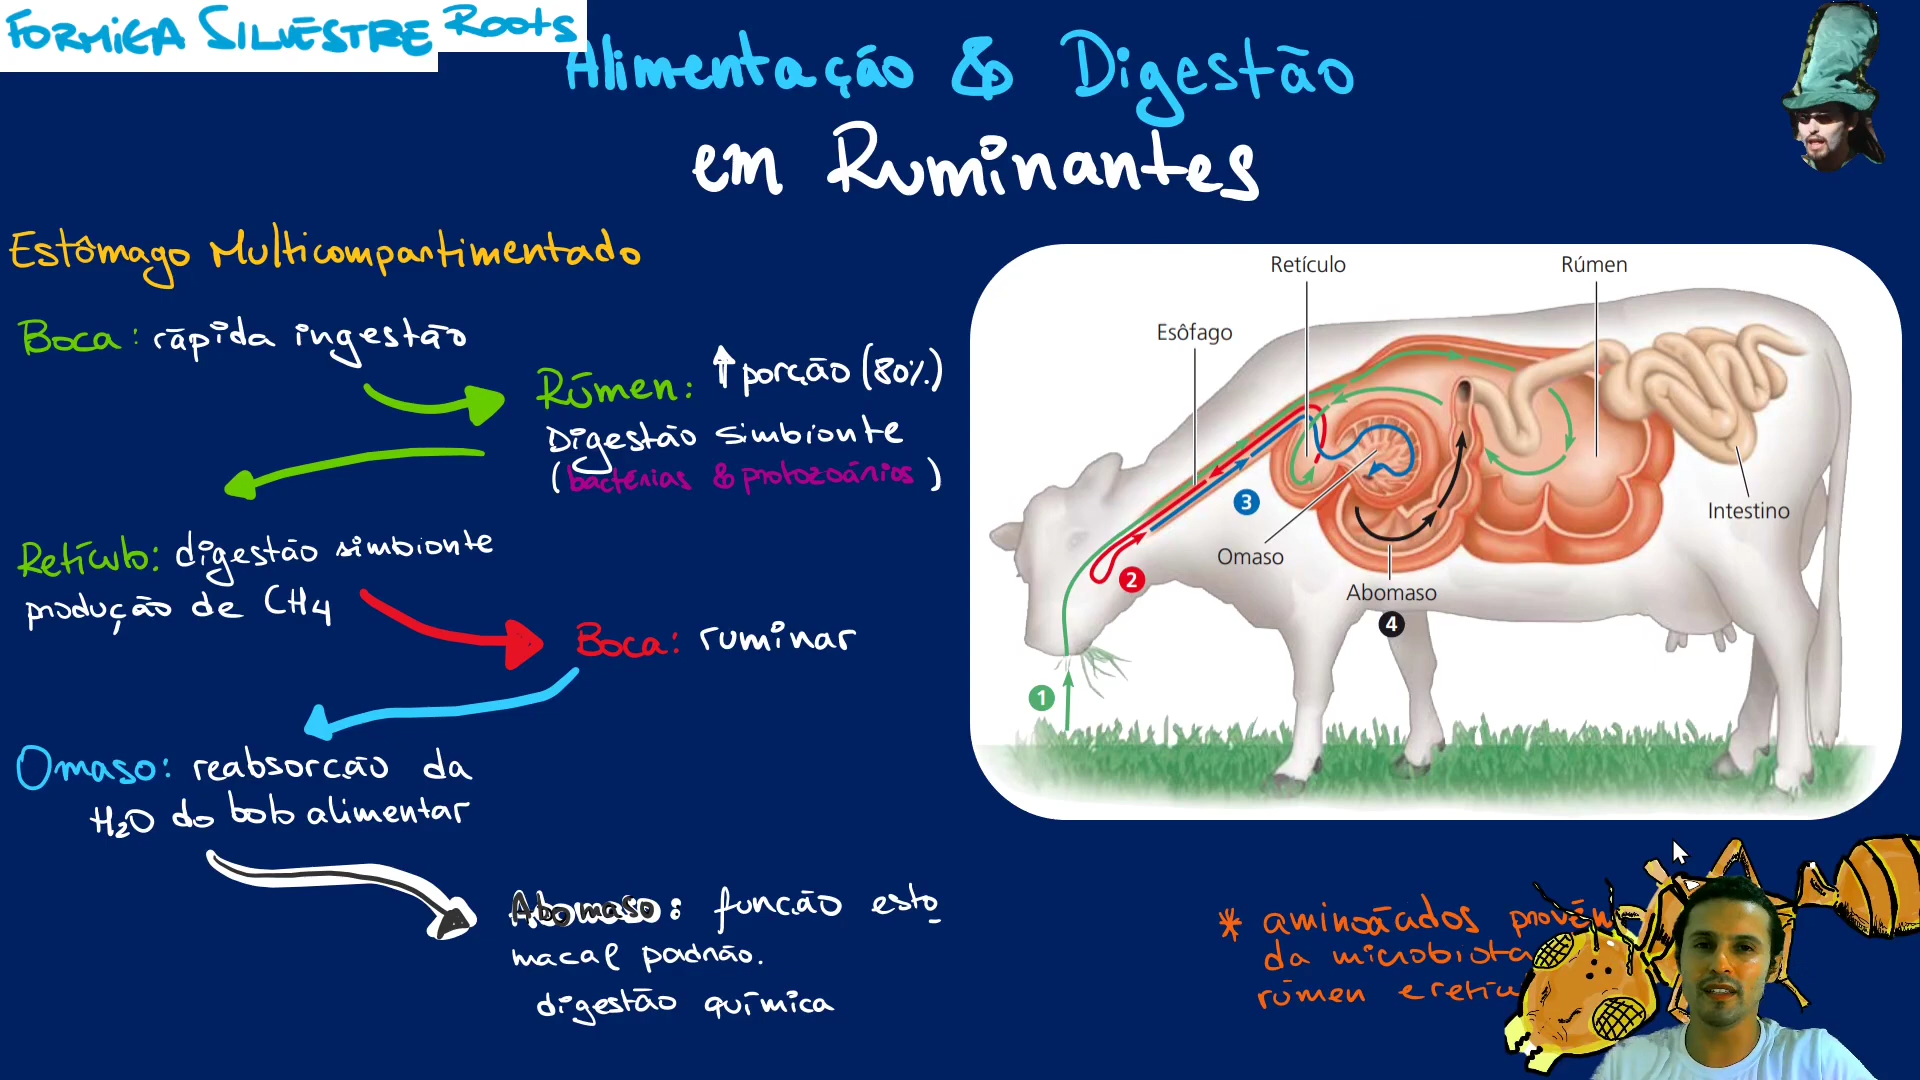 FORMIGA SILVESTRE Roots
Alimentação & Digestão
em Ruminantes
Estômago Multicompartimentado
Boca: rápida ingestão
Rúmen: ↑ porção (80%)
Digestão simbionte
(bactérias & protozoários)
Retículo: digestão simbionte
produção de CH4
Boca: ruminar
Omaso: reabsorção da
H2O do bolo alimentar
Abomaso: função esto
macal padrão.
digestão química
Retículo
Rúmen
Esôfago
3
Intestino
Omaso
2
Abomaso
4
1
* aminoácidos provêm
da microbiota
rúmen e retíc